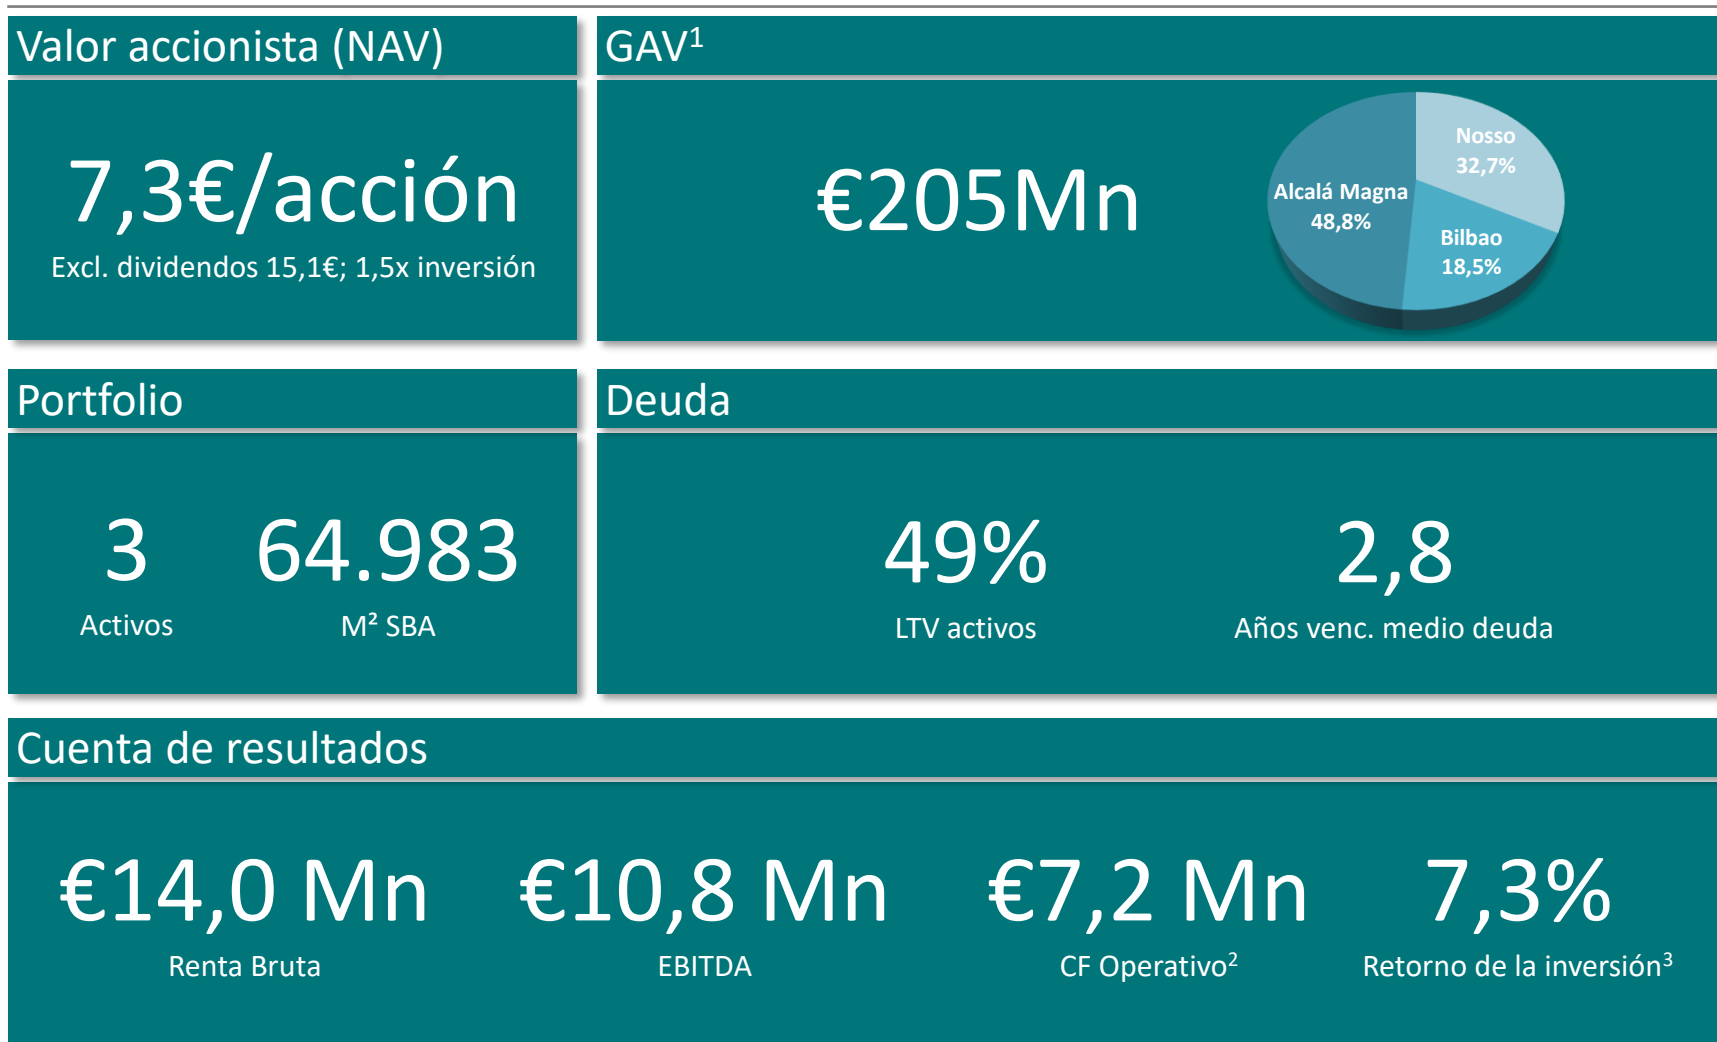 Valor accionista (NAV)
7,3€/acción
Excl. dividendos 15,1€; 1,5x inversión
GAV¹
€205Mn
Nosso
32,7%
Alcalá Magna
48,8%
Bilbao
18,5%
Portfolio
3
Activos
64.983
M² SBA
Deuda
49%
LTV activos
2,8
Años venc. medio deuda
Cuenta de resultados
€14,0 Mn
Renta Bruta
€10,8 Mn
EBITDA
€7,2 Mn
CF Operativo²
7,3%
Retorno de la inversión³